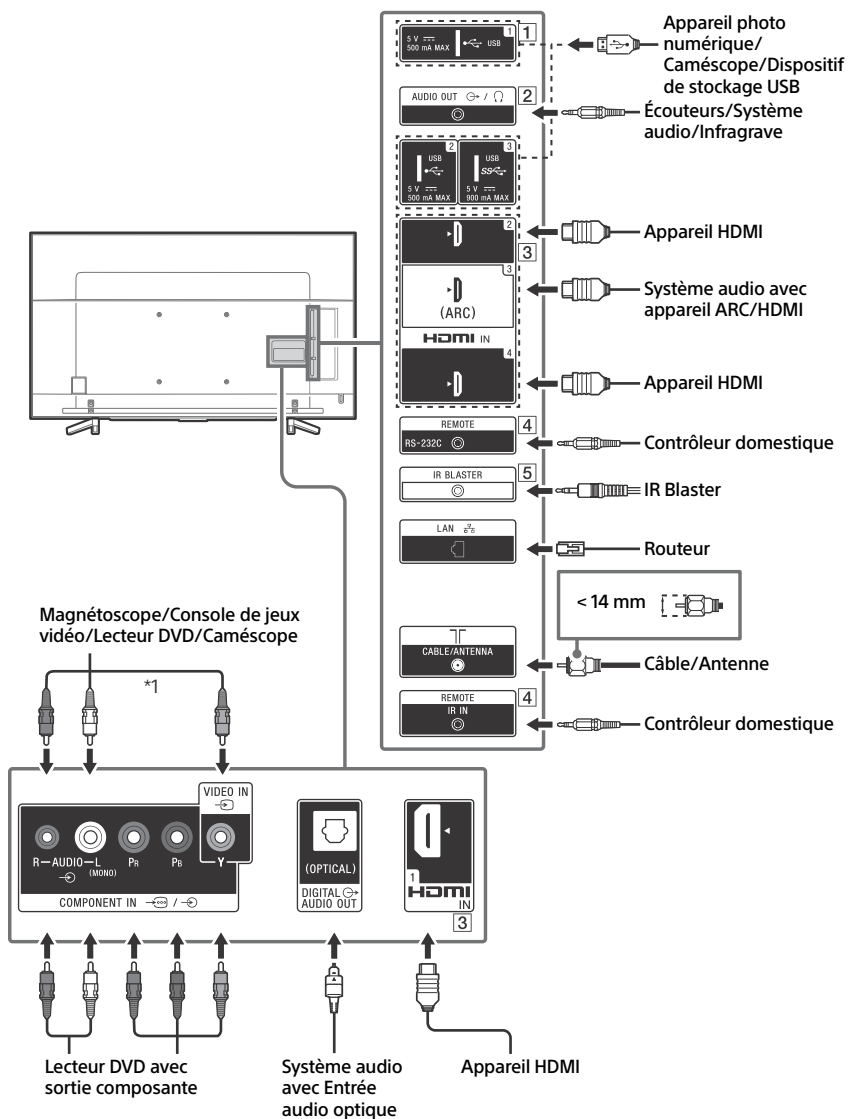 1
5 V
500 mA MAX
USB
1
Appareil photo
numérique/
Caméscope/Dispositif
de stockage USB
AUDIO OUT /
2
Écouteurs/Système
audio/Infragrave
2
USB
5 V
500 mA MAX
3
USB
SS
5 V
900 mA MAX
2
Appareil HDMI
3
3
(ARC)
Système audio avec
appareil ARC/HDMI
HDMI IN
4
Appareil HDMI
REMOTE
4
RS-232C
Contrôleur domestique
IR BLASTER
5
IR Blaster
LAN
Routeur
< 14 mm
CABLE/ANTENNA
Câble/Antenne
REMOTE
4
IR IN
Contrôleur domestique
Magnétoscope/Console de jeux
vidéo/Lecteur DVD/Caméscope
*1
VIDEO IN
R–AUDIO–L
(MONO)
PR
PB
Y
COMPONENT IN /
(OPTICAL)
DIGITAL
AUDIO OUT
1
HDMI
IN
3
Lecteur DVD avec
sortie composante
Système audio
avec Entrée
audio optique
Appareil HDMI